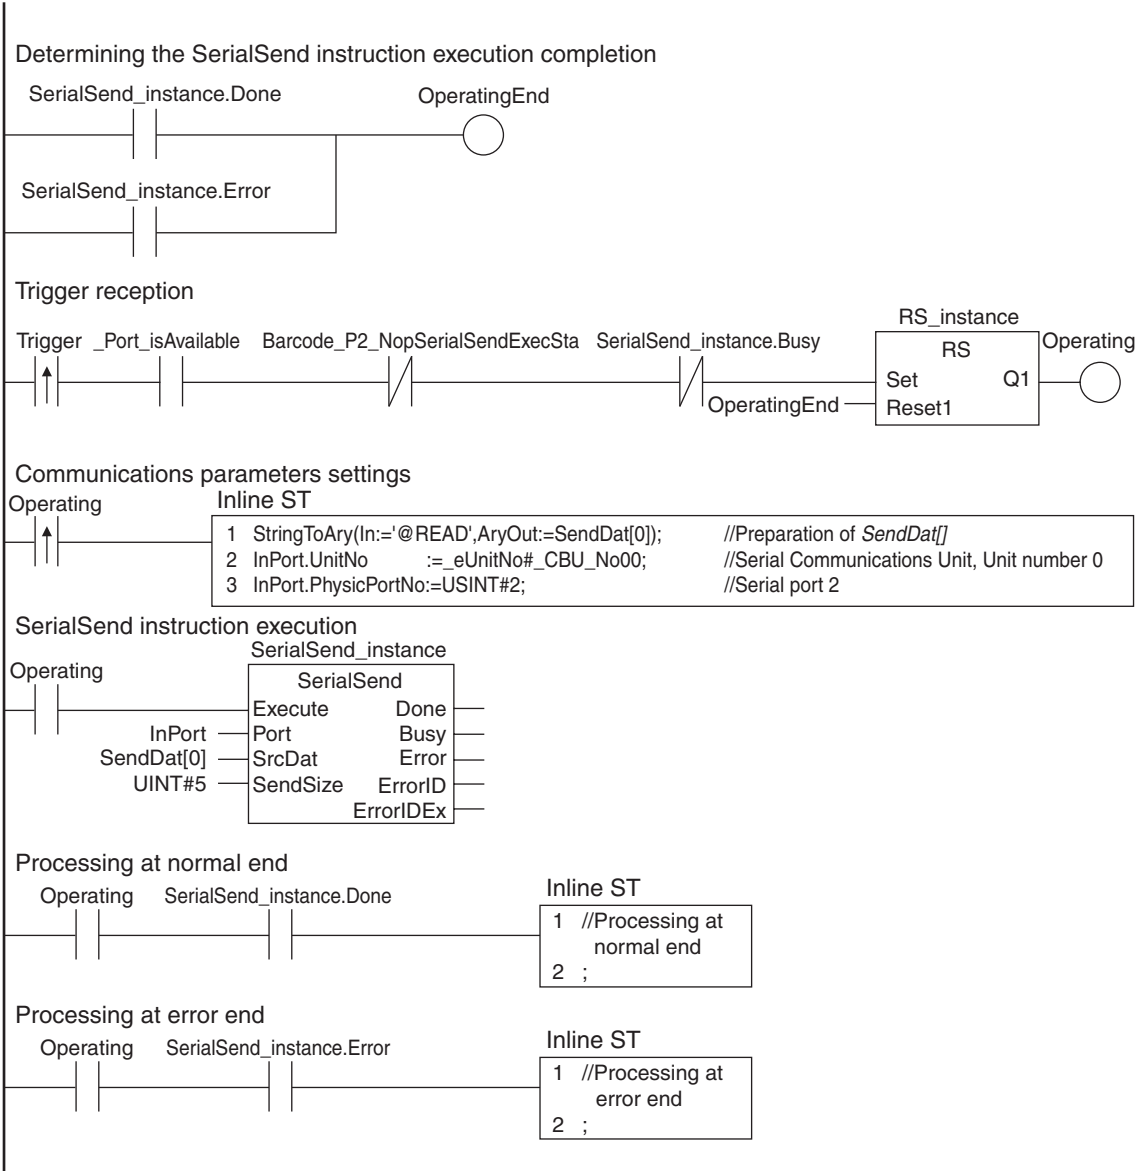 Determining the SerialSend instruction execution completion
SerialSend_instance.Done OperatingEnd
SerialSend_instance.Error
Trigger reception
RS_instance
Trigger _Port_isAvailable Barcode_P2_NopSerialSendExecSta SerialSend_instance.Busy RS Operating
Set Q1
OperatingEnd Reset1
Communications parameters settings
Operating Inline ST
1 StringToAry(In:='@READ',AryOut:=SendDat[0]); //Preparation of SendDat[]
2 InPort.UnitNo :=_eUnitNo#_CBU_No00; //Serial Communications Unit, Unit number 0
3 InPort.PhysicPortNo:=USINT#2; //Serial port 2
SerialSend instruction execution
SerialSend_instance
Operating SerialSend
Execute Done
InPort Port Busy
SendDat[0] SrcDat Error
UINT#5 SendSize ErrorID
ErrorIDEx
Processing at normal end
Operating SerialSend_instance.Done Inline ST
1 //Processing at
normal end
2 ;
Processing at error end
Operating SerialSend_instance.Error Inline ST
1 //Processing at
error end
2 ;